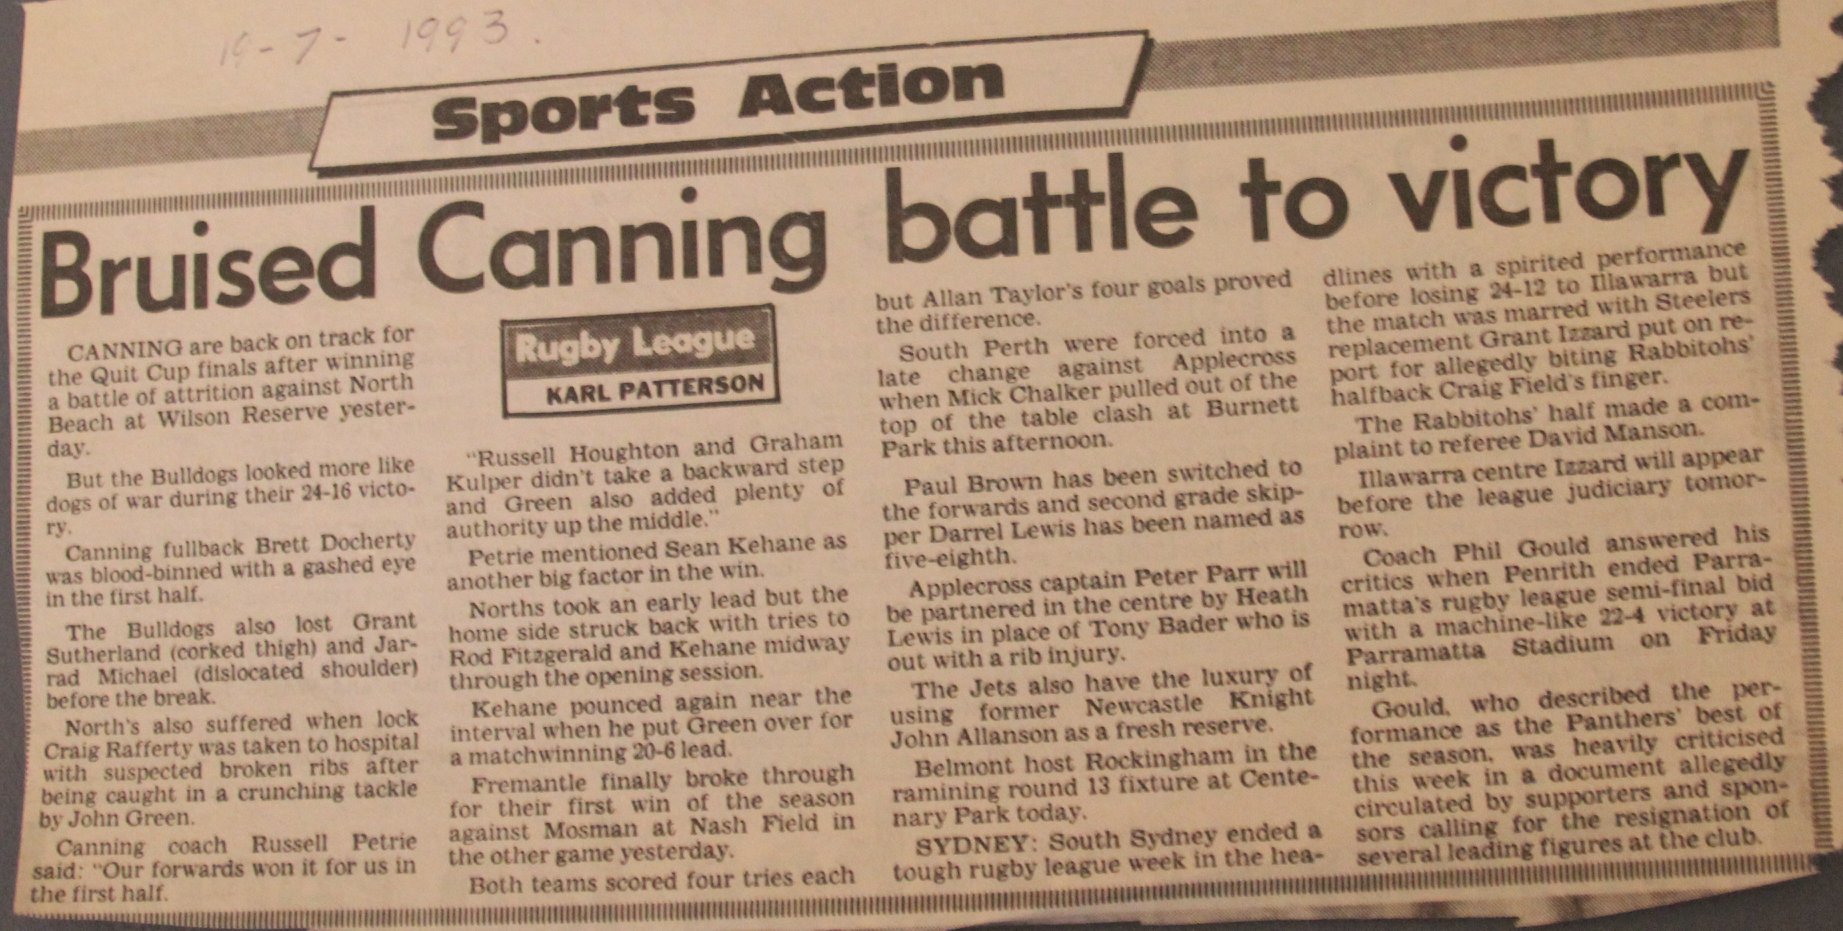 -7- 1993.
Sports Action
Bruised Canning battle to victory
CANNING are back on track for
the Quit Cup finals after winning
a battle of attrition against North
Beach at Wilson Reserve yester-
day.
But the Bulldogs looked more like
dogs of war during their 24-16 victo-
ry.
Canning fullback Brett Docherty
was blood-binned with a gashed eye
in the first half.
The Bulldogs also lost Grant
Sutherland (corked thigh) and Jar-
rad Michael (dislocated shoulder)
before the break.
North's also suffered when lock
Craig Rafferty was taken to hospital
with suspected broken ribs after
being caught in a crunching tackle
by John Green.
Canning coach Russell Petrie
said: "Our forwards won it for us in
the first half.
Rugby League
KARL PATTERSON
"Russell Houghton and Graham
Kulper didn't take a backward step
and Green also added plenty of
authority up the middle."
Petrie mentioned Sean Kehane as
another big factor in the win.
Norths took an early lead but the
home side struck back with tries to
Rod Fitzgerald and Kehane midway
through the opening session.
Kehane pounced again near the
interval when he put Green over for
a matchwinning 20-6 lead.
Fremantle finally broke through
for their first win of the season
against Mosman at Nash Field in
the other game yesterday.
Both teams scored four tries each
but Allan Taylor's four goals proved
the difference.
South Perth were forced into a
late change against Applecross
when Mick Chalker pulled out of the
top of the table clash at Burnett
Park this afternoon.
Paul Brown has been switched to
the forwards and second grade skip-
per Darrel Lewis has been named as
five-eighth.
Applecross captain Peter Parr will
be partnered in the centre by Heath
Lewis in place of Tony Bader who is
out with a rib injury.
The Jets also have the luxury of
using former Newcastle Knight
John Allanson as a fresh reserve.
Belmont host Rockingham in the
ramining round 13 fixture at Cente-
nary Park today.
SYDNEY: South Sydney ended a
tough rugby league week in the hea-
dlines with a spirited performance
before losing 24-12 to Illawarra but
the match was marred with Steelers
replacement Grant Izzard put on re-
port for allegedly biting Rabbitohs'
halfback Craig Field's finger.
The Rabbitohs' half made a com-
plaint to referee David Manson.
Illawarra centre Izzard will appear
before the league judiciary tomor-
row.
Coach Phil Gould answered his
critics when Penrith ended Parra-
matta's rugby league semi-final bid
with a machine-like 22-4 victory at
Parramatta Stadium on Friday
night.
Gould, who described the per-
formance as the Panthers' best of
the season, was heavily criticised
this week in a document allegedly
circulated by supporters and spon-
sors calling for the resignation of
several leading figures at the club.